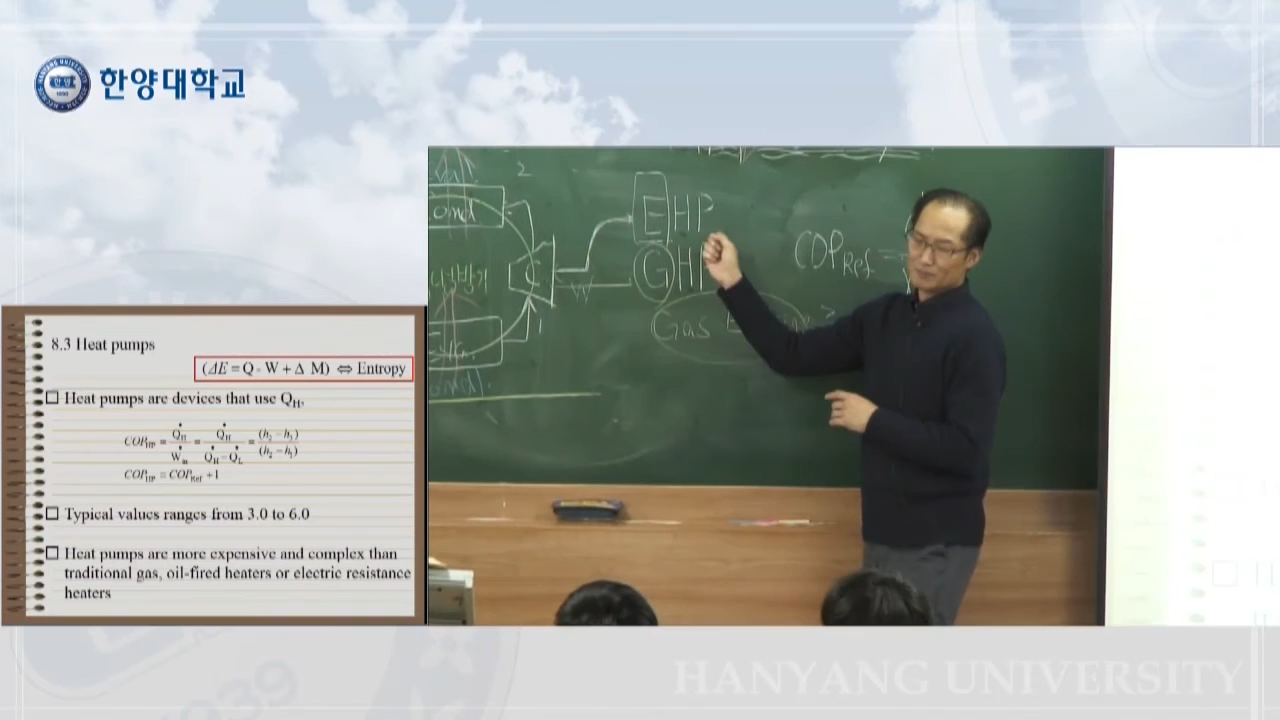 한양대학교
8.3 Heat pumps
(ΔE = Q - W + Δ M) ⇔ Entropy
Heat pumps are devices that use Q_H,
COP_HP = Q̇_H / Ẇ_in = Q̇_H / (Q̇_H - Q̇_L) = (h_2 - h_3) / (h_2 - h_1)
COP_HP = COP_Ref + 1
Typical values ranges from 3.0 to 6.0
Heat pumps are more expensive and complex than
traditional gas, oil-fired heaters or electric resistance
heaters
2
ond
EHP
GHP
COP_Ref =
W
Gas
1
HANYANG UNIVERSITY